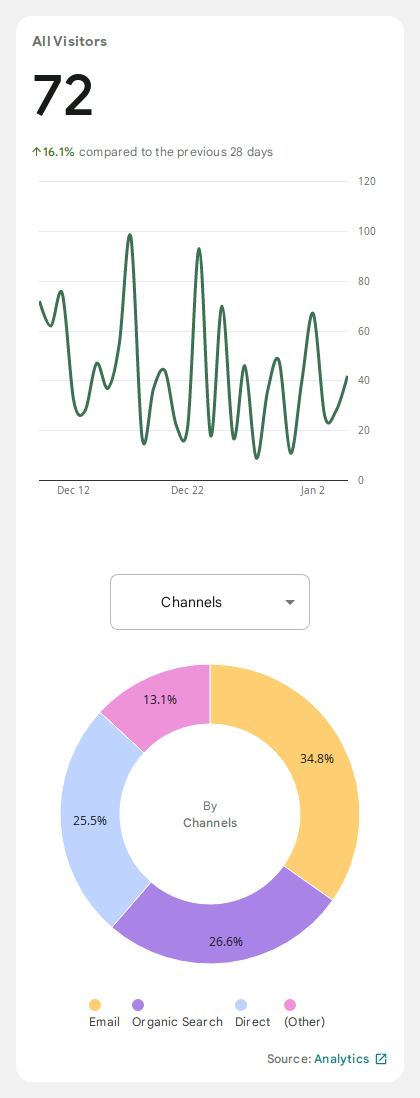 All Visitors
72
↑16.1% compared to the previous 28 days
120
100
80
60
40
20
0
Dec 12 Dec 22 Jan 2
Channels
13.1%
34.8%
25.5%
By
Channels
26.6%
Email Organic Search Direct (Other)
Source: Analytics